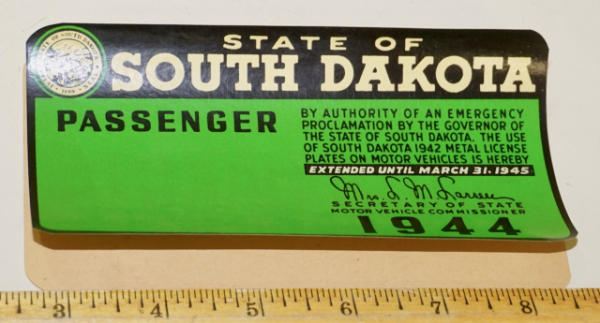 STATE OF
SOUTH DAKOTA
PASSENGER
BY AUTHORITY OF AN EMERGENCY
PROCLAMATION BY THE GOVERNOR OF
THE STATE OF SOUTH DAKOTA, THE USE
OF SOUTH DAKOTA 1942 METAL LICENSE
PLATES ON MOTOR VEHICLES IS HEREBY
EXTENDED UNTIL MARCH 31, 1945
Mrs. L. M. Larsen
SECRETARY OF STATE
MOTOR VEHICLE COMMISSIONER
1944
3 4 5 6 7 8